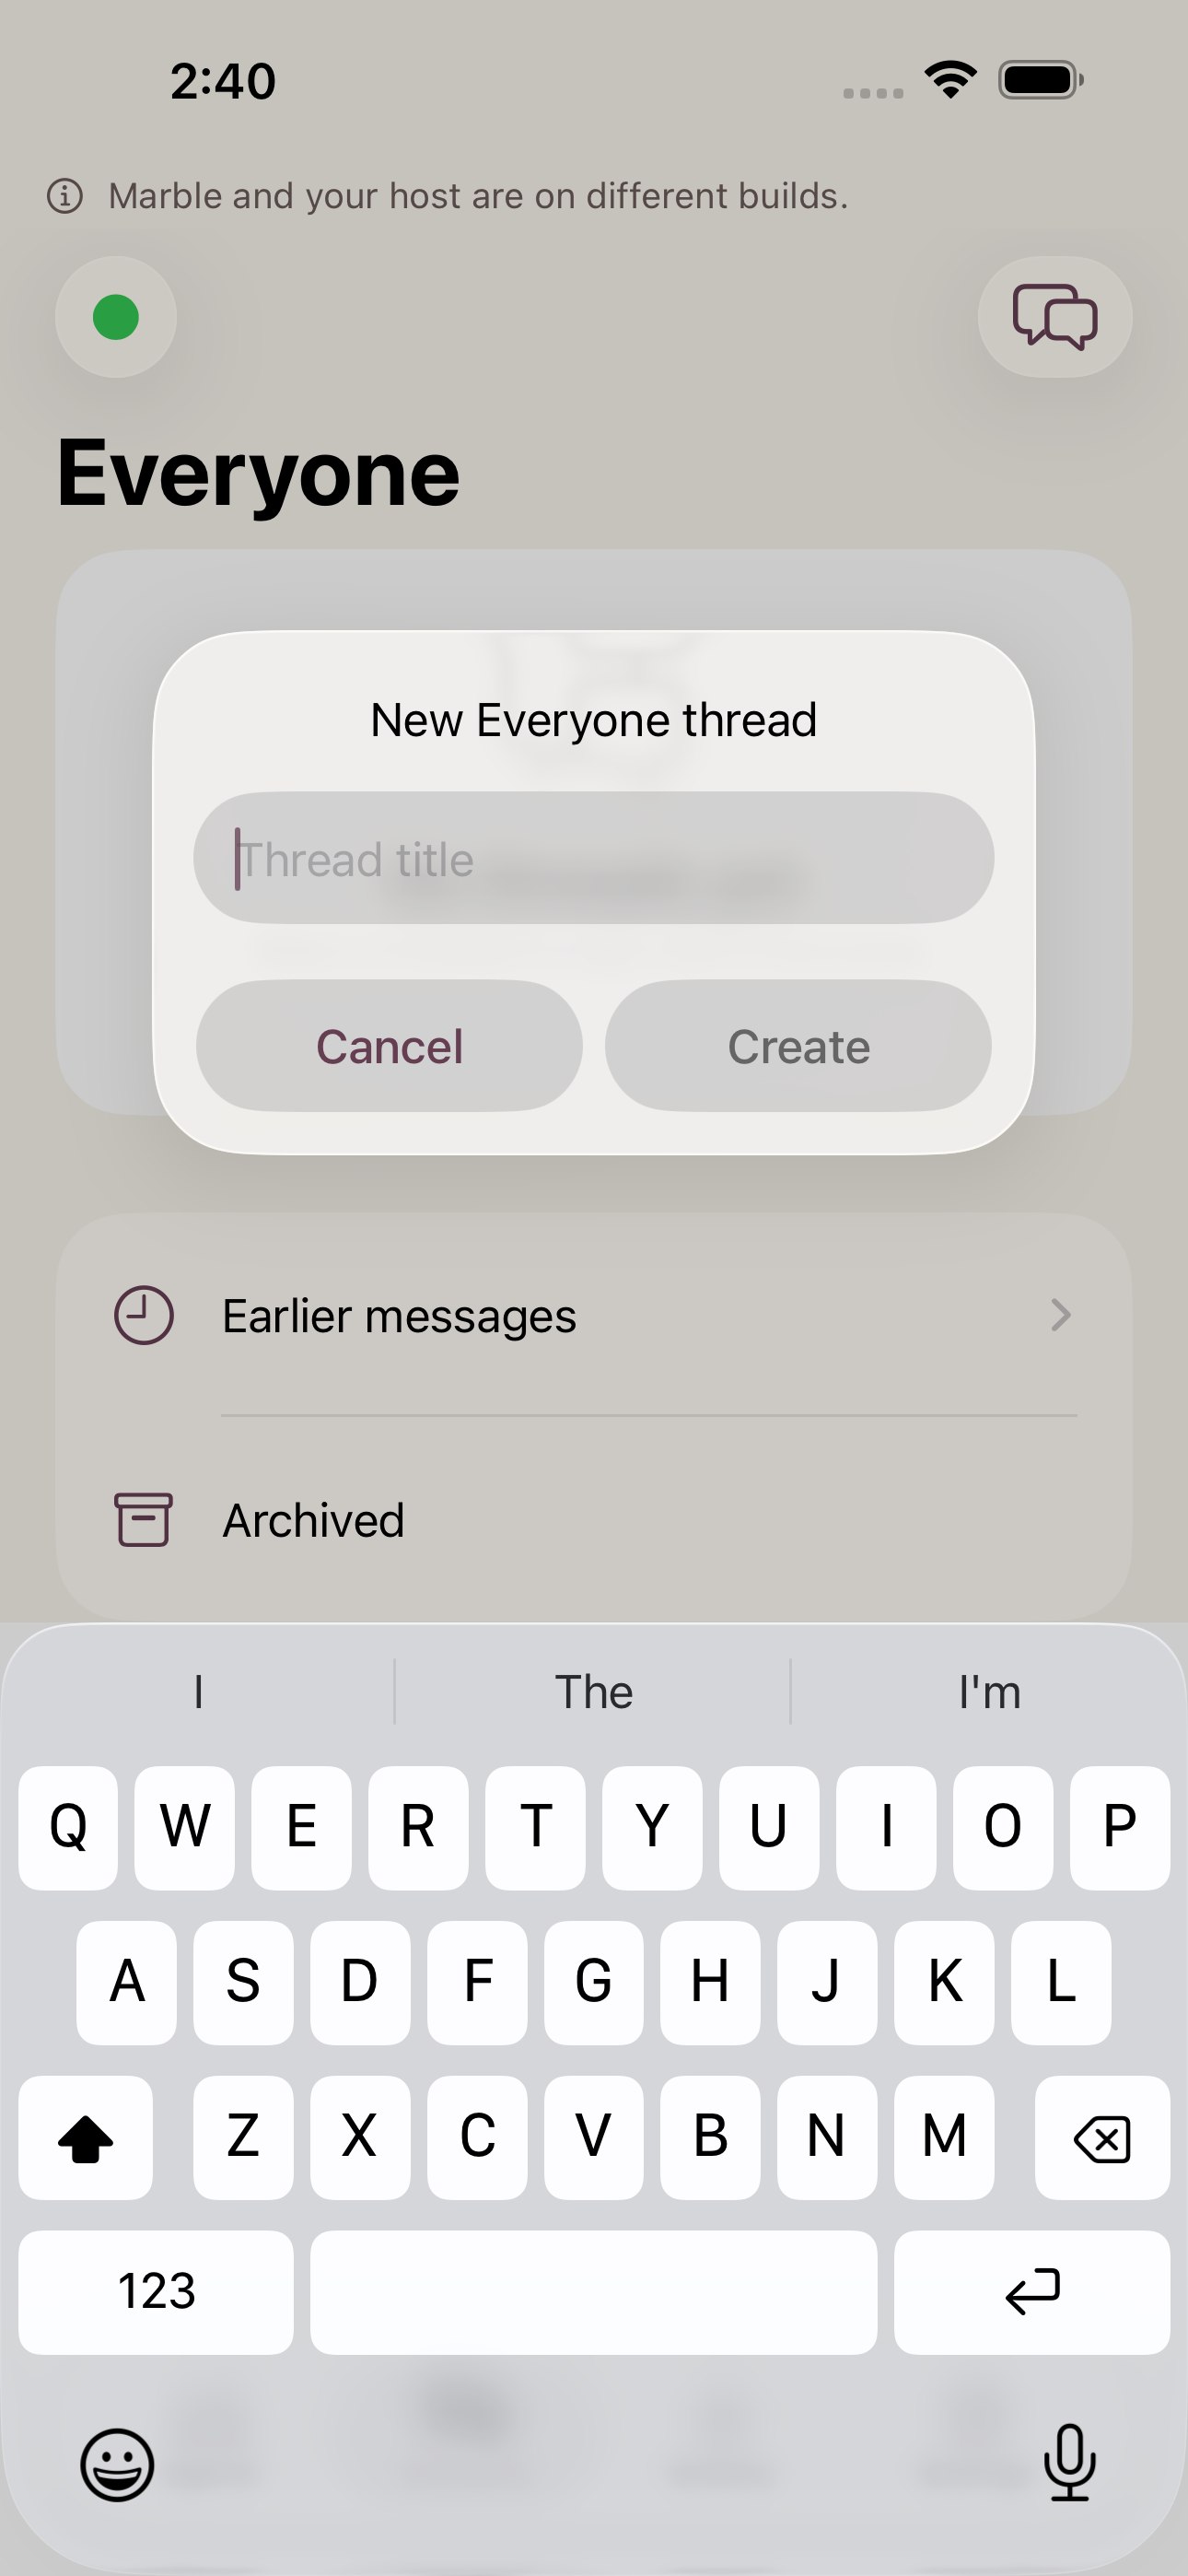 2:40
Marble and your host are on different builds.
Everyone
New Everyone thread
Thread title
Cancel
Create
Earlier messages
Archived
I
The
I'm
Q W E R T Y U I O P
A S D F G H J K L
Z X C V B N M
123